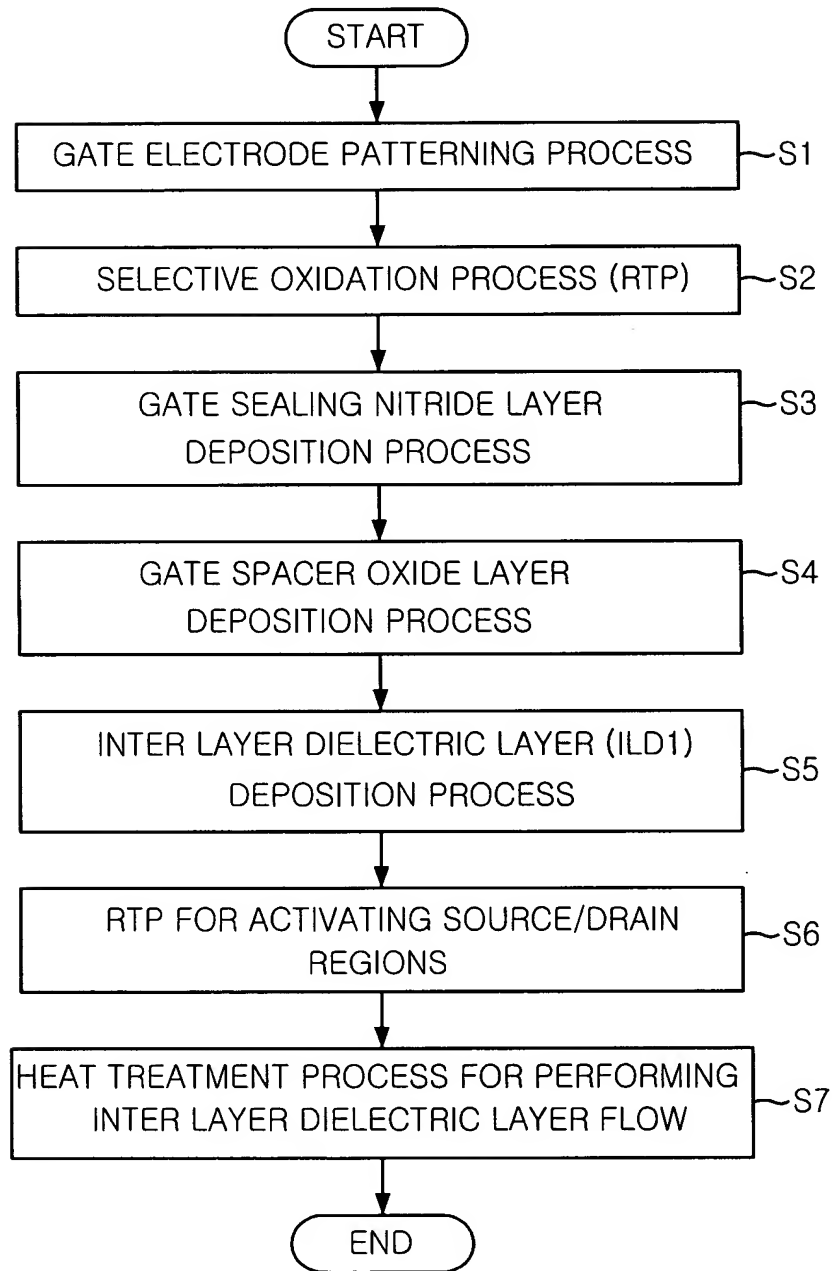 START
GATE ELECTRODE PATTERNING PROCESS
S1
SELECTIVE OXIDATION PROCESS (RTP)
S2
GATE SEALING NITRIDE LAYER
DEPOSITION PROCESS
S3
GATE SPACER OXIDE LAYER
DEPOSITION PROCESS
S4
INTER LAYER DIELECTRIC LAYER (ILD1)
DEPOSITION PROCESS
S5
RTP FOR ACTIVATING SOURCE/DRAIN
REGIONS
S6
HEAT TREATMENT PROCESS FOR PERFORMING
INTER LAYER DIELECTRIC LAYER FLOW
S7
END